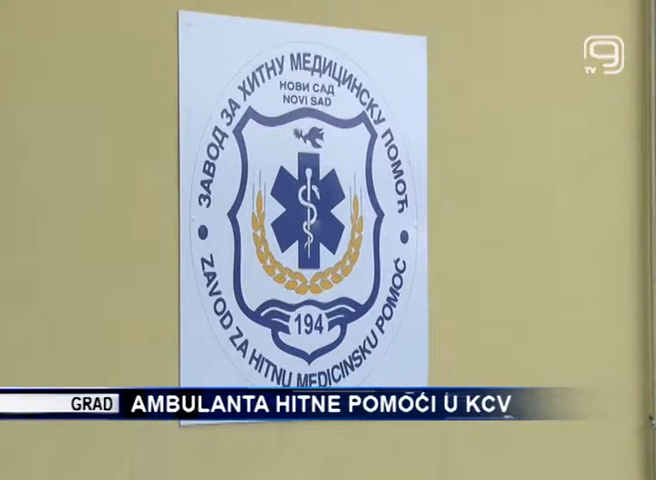 9
TV
ЗАВОД ЗА ХИТНУ МЕДИЦИНСКУ ПОМОЋ
НОВИ САД
NOVI SAD
194
ZAVOD ZA HITNU MEDICINSKU POMOĆ
GRAD
AMBULANTA HITNE POMOĆI U KCV